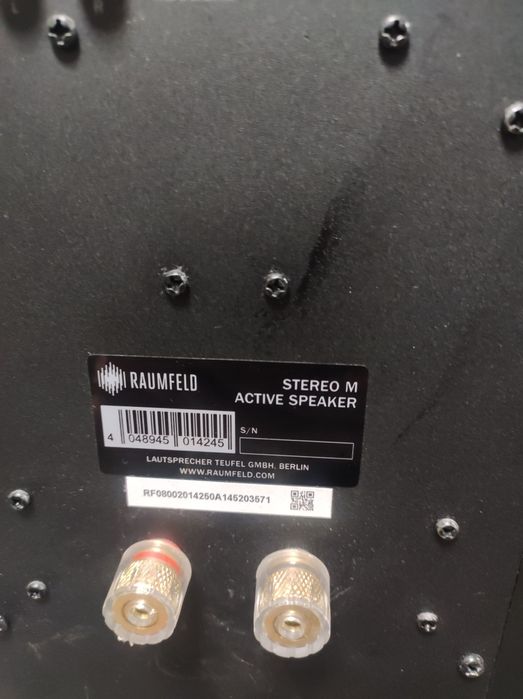 RAUMFELD
STEREO M
ACTIVE SPEAKER
4 048945 014245
S/N
LAUTSPRECHER TEUFEL GMBH. BERLIN
WWW.RAUMFELD.COM
RF08002014250A145203571